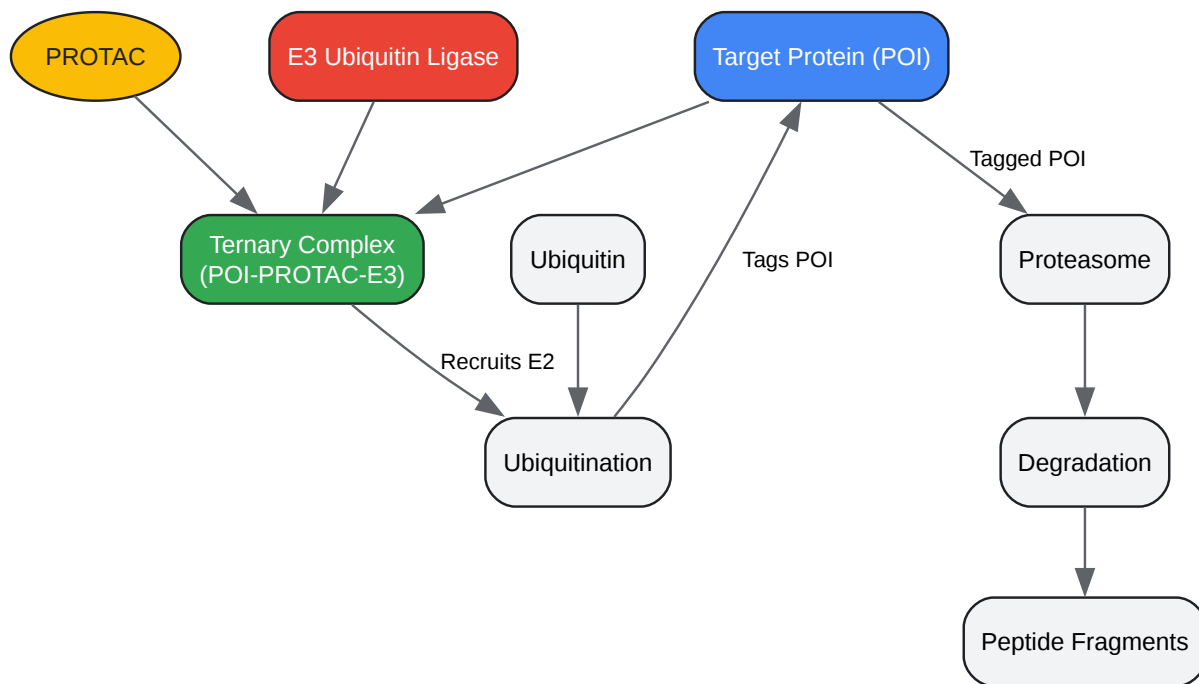 PROTAC
E3 Ubiquitin Ligase
Target Protein (POI)
Tagged POI
Ternary Complex
(POI-PROTAC-E3)
Ubiquitin
Tags POI
Proteasome
Recruits E2
Ubiquitination
Degradation
Peptide Fragments